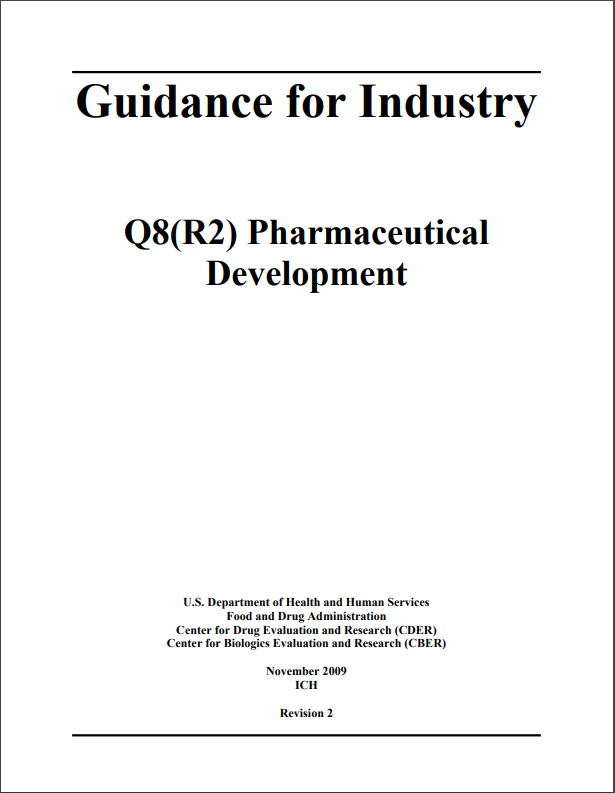 Guidance for Industry
Q8(R2) Pharmaceutical
Development
U.S. Department of Health and Human Services
Food and Drug Administration
Center for Drug Evaluation and Research (CDER)
Center for Biologics Evaluation and Research (CBER)
November 2009
ICH
Revision 2